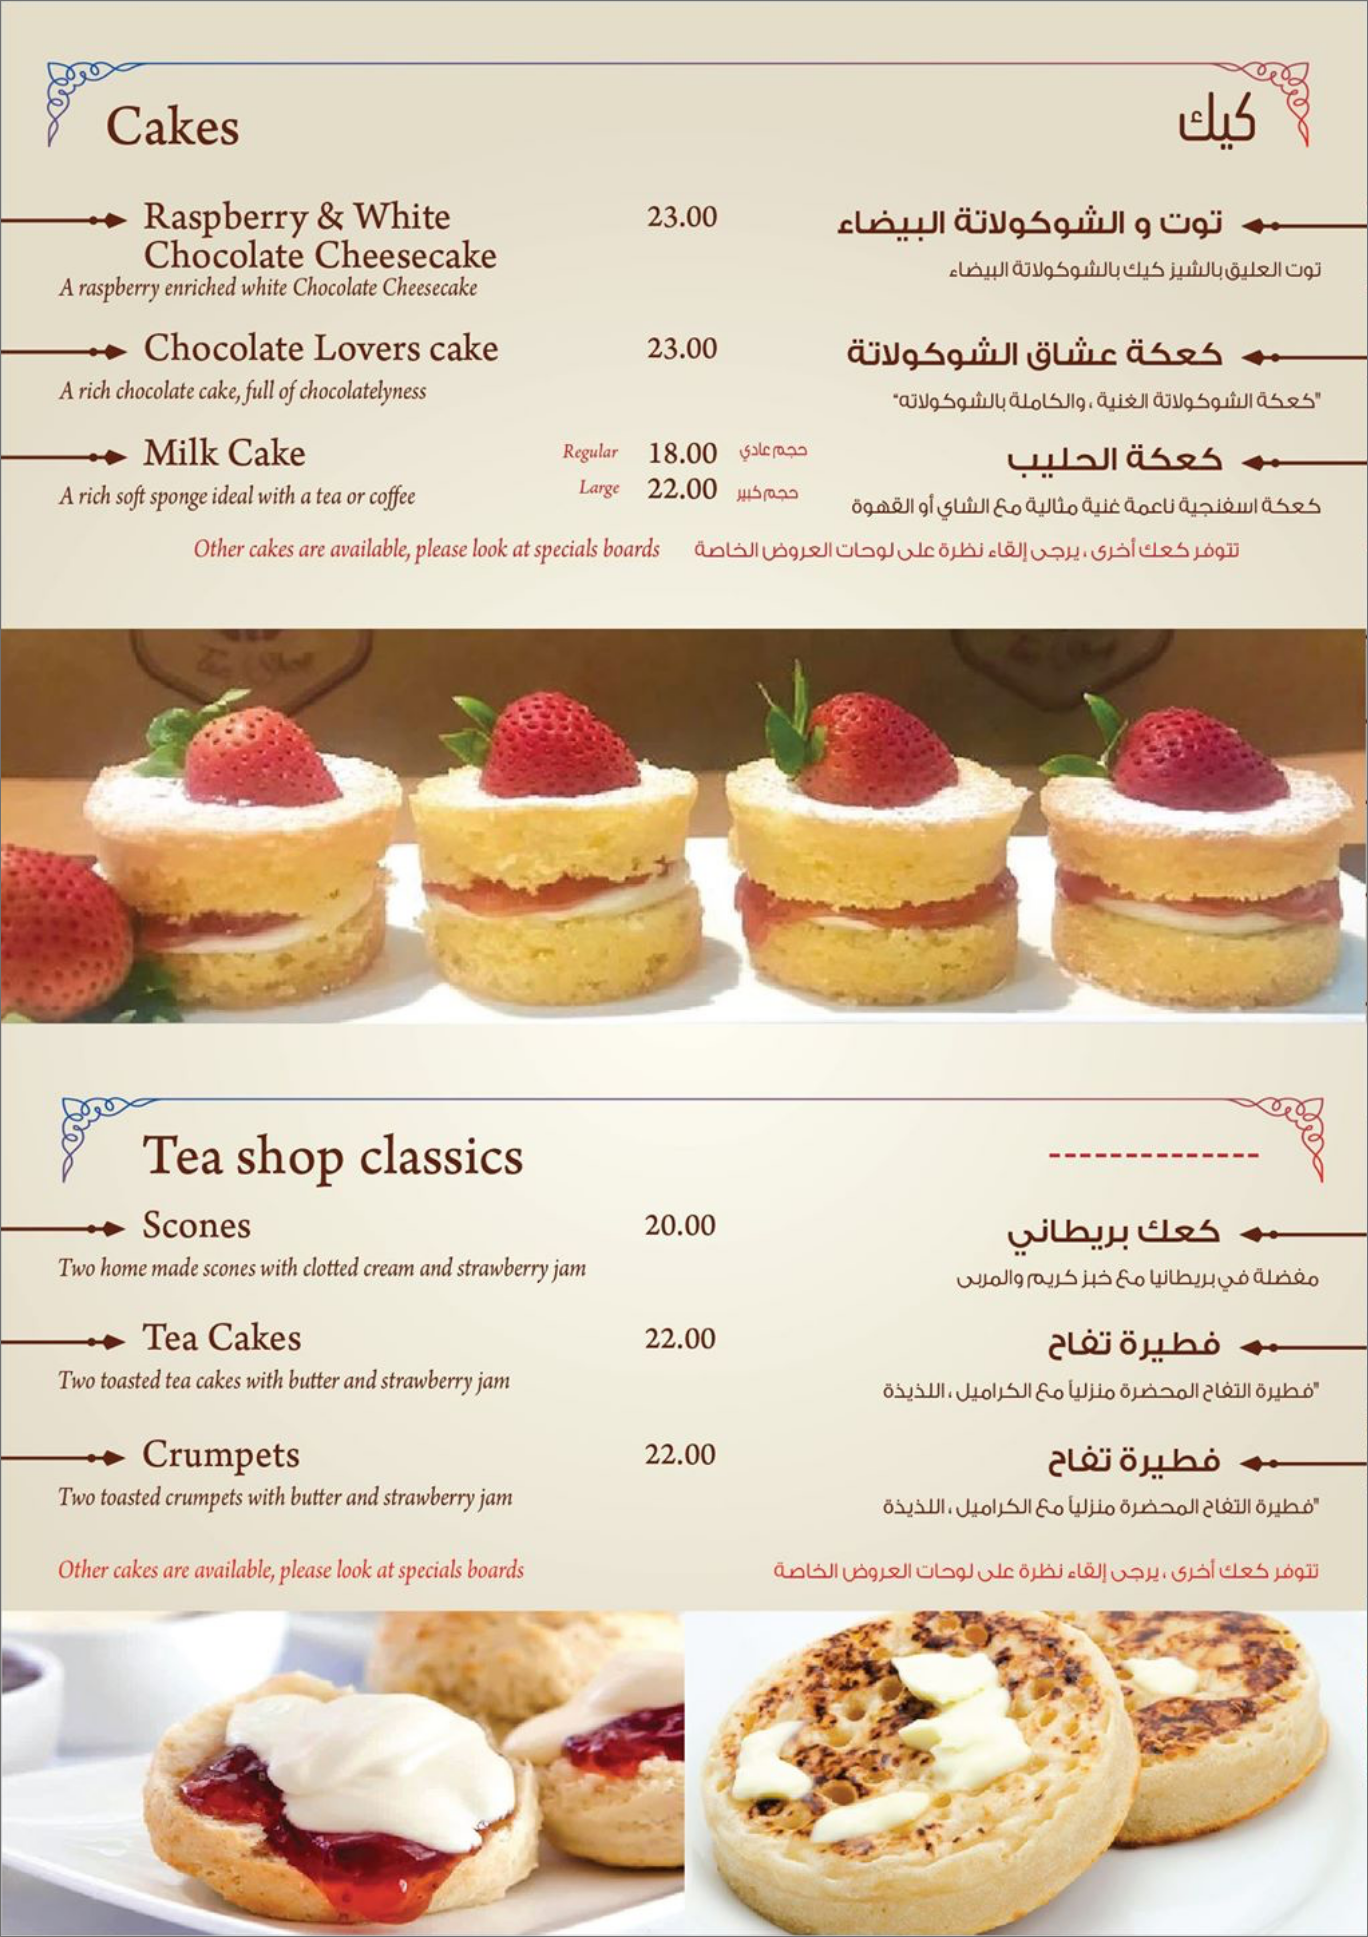 Cakes
كيك
Raspberry & White
Chocolate Cheesecake
23.00
توت و الشوكولاتة البيضاء
A raspberry enriched white Chocolate Cheesecake
توت العليق بالشيز كيك بالشوكولاتة البيضاء
Chocolate Lovers cake
23.00
كعكة عشاق الشوكولاتة
A rich chocolate cake, full of chocolatelyness
"كعكة الشوكولاتة الغنية ، والكاملة بالشوكولاته"
Milk Cake
Regular 18.00 حجم عادي
Large 22.00 حجم كبير
كعكة الحليب
A rich soft sponge ideal with a tea or coffee
كعكة اسفنجية ناعمة غنية مثالية مع الشاي أو القهوة
Other cakes are available, please look at specials boards
تتوفر كعك أخرى ، يرجى إلقاء نظرة على لوحات العروض الخاصة
Tea shop classics
--------------
Scones
20.00
كعك بريطاني
Two home made scones with clotted cream and strawberry jam
مفضلة في بريطانيا مع خبز كريم والمربى
Tea Cakes
22.00
فطيرة تفاح
Two toasted tea cakes with butter and strawberry jam
"فطيرة التفاح المحضرة منزلياً مع الكراميل ، اللذيذة
Crumpets
22.00
فطيرة تفاح
Two toasted crumpets with butter and strawberry jam
"فطيرة التفاح المحضرة منزلياً مع الكراميل ، اللذيذة
Other cakes are available, please look at specials boards
تتوفر كعك أخرى ، يرجى إلقاء نظرة على لوحات العروض الخاصة